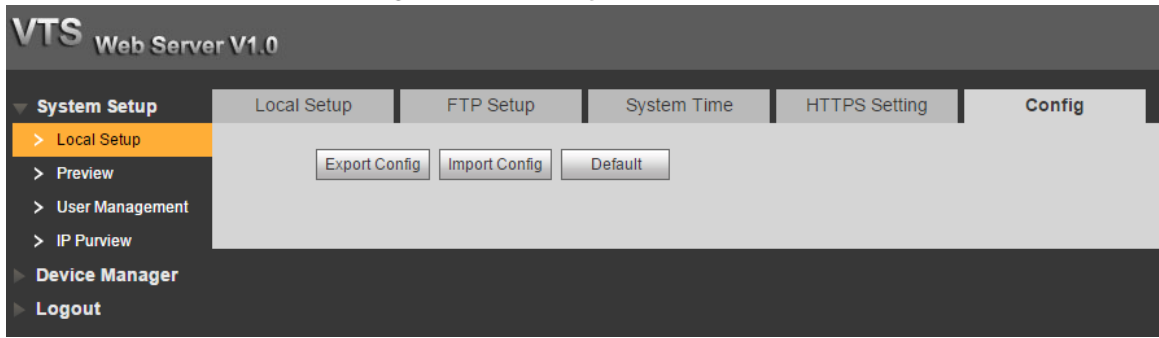 VTS Web Server V1.0
System Setup
Local Setup
FTP Setup
System Time
HTTPS Setting
Config
> Local Setup
> Preview
> User Management
> IP Purview
Export Config
Import Config
Default
Device Manager
Logout